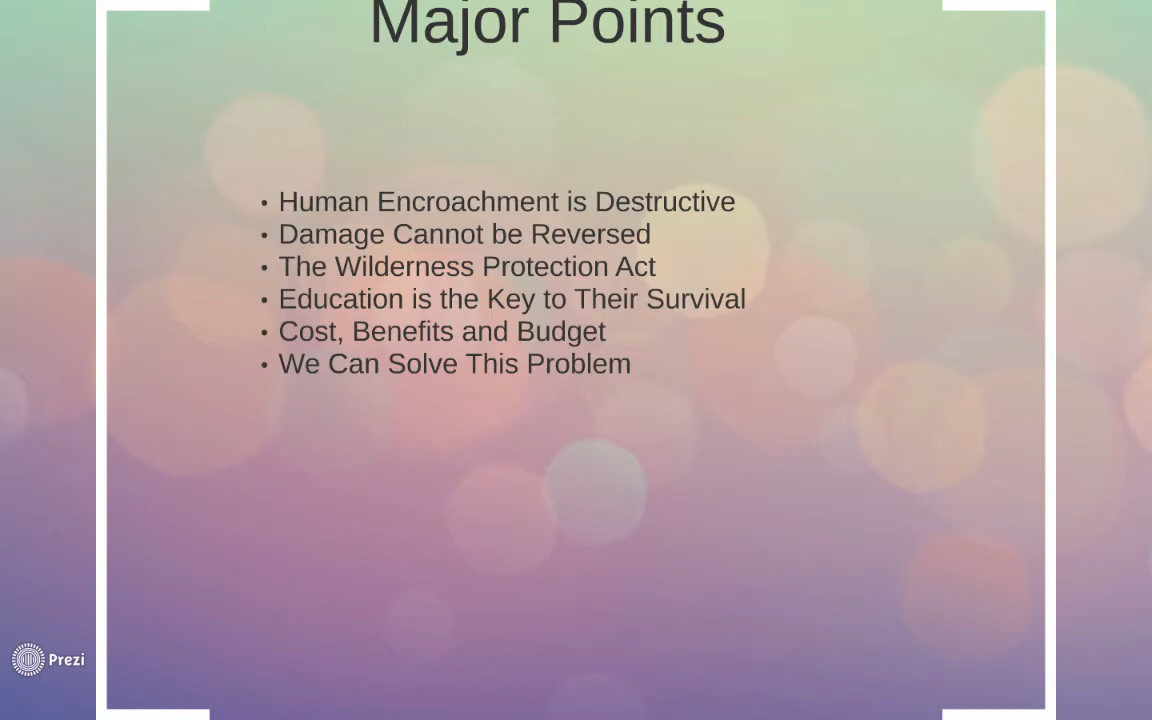 Major Points
• Human Encroachment is Destructive
• Damage Cannot be Reversed
• The Wilderness Protection Act
• Education is the Key to Their Survival
• Cost, Benefits and Budget
• We Can Solve This Problem
Prezi